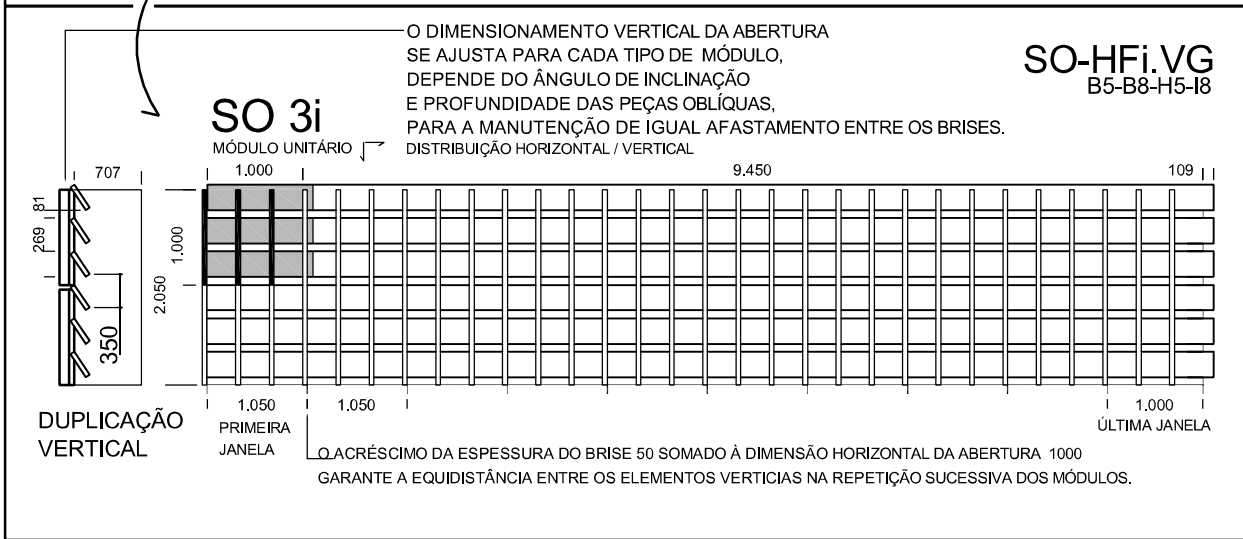 O DIMENSIONAMENTO VERTICAL DA ABERTURA
SE AJUSTA PARA CADA TIPO DE MÓDULO,
DEPENDE DO ÂNGULO DE INCLINAÇÃO
E PROFUNDIDADE DAS PEÇAS OBLÍQUAS,
PARA A MANUTENÇÃO DE IGUAL AFASTAMENTO ENTRE OS BRISES.
SO-HFi.VG
B5-B8-H5-I8
SO 3i
MÓDULO UNITÁRIO
DISTRIBUIÇÃO HORIZONTAL / VERTICAL
707
1.000
9.450
109
81
269
350
1.000
2.050
1.050
1.050
1.000
DUPLICAÇÃO
VERTICAL
PRIMEIRA
JANELA
ÚLTIMA JANELA
O ACRÉSCIMO DA ESPESSURA DO BRISE 50 SOMADO À DIMENSÃO HORIZONTAL DA ABERTURA 1000
GARANTE A EQUIDISTÂNCIA ENTRE OS ELEMENTOS VERTICIAS NA REPETIÇÃO SUCESSIVA DOS MÓDULOS.